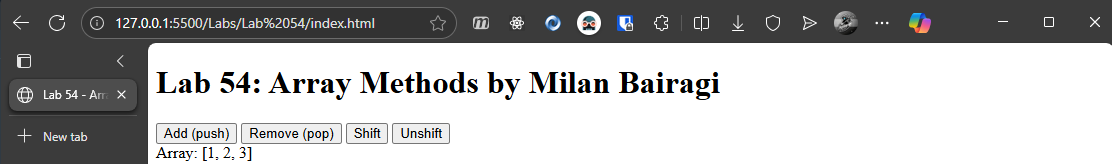 127.0.0.1:5500/Labs/Lab%2054/index.html
Lab 54 - Arr
New tab
Lab 54: Array Methods by Milan Bairagi
Add (push) Remove (pop) Shift Unshift
Array: [1, 2, 3]